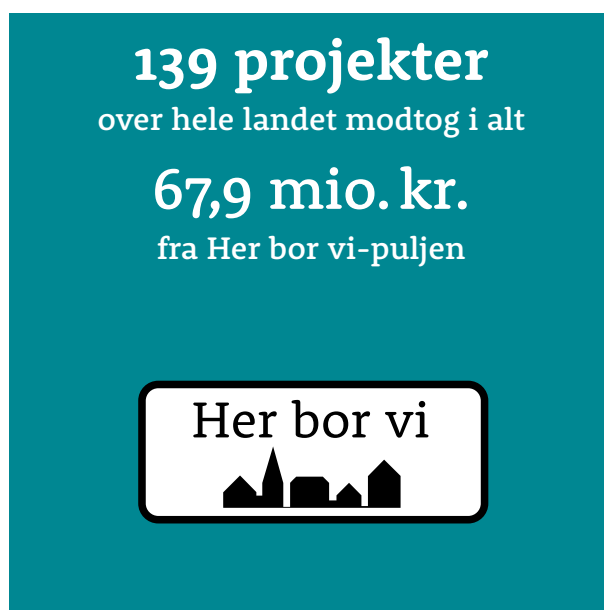 139 projekter
over hele landet modtog i alt
67,9 mio. kr.
fra Her bor vi-puljen
Her bor vi